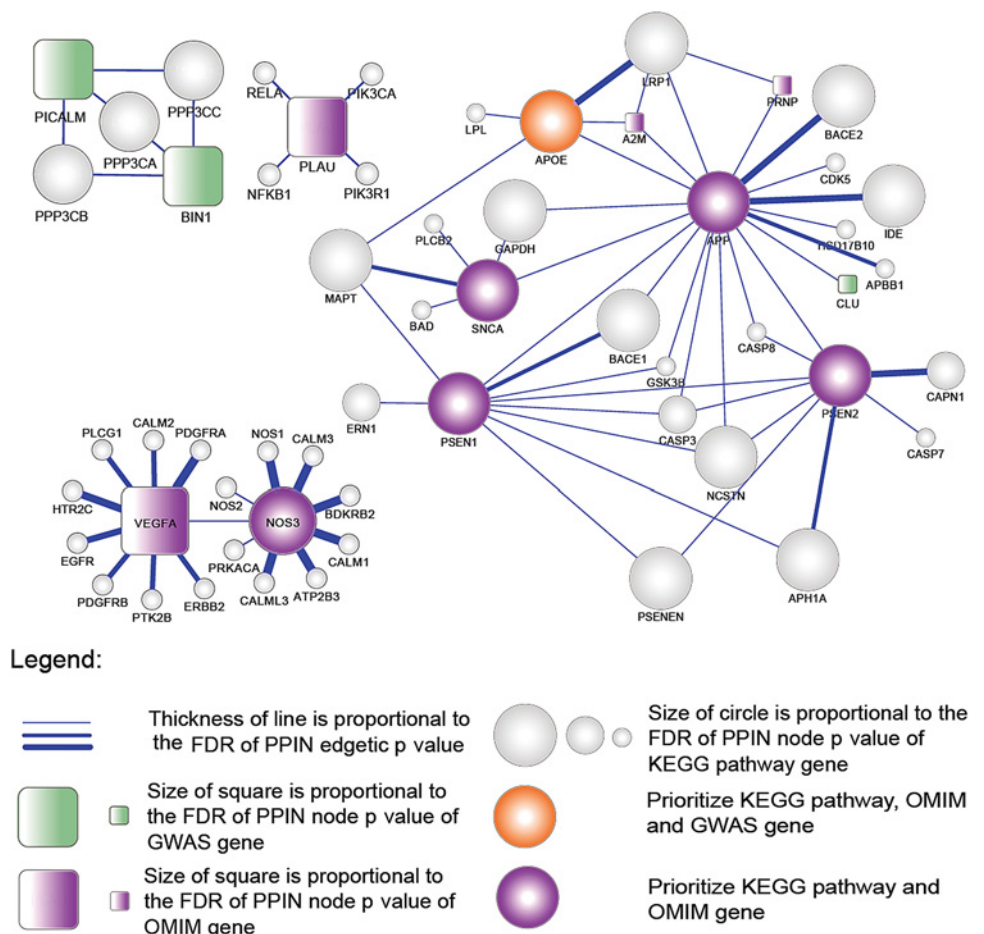 LRP1
PRNP
PICALM
PPP3CC
RELA
PIK3CA
LPL
APOE
A2M
BACE2
PPP3CA
PLAU
CDK5
PPP3CB
BIN1
NFKB1
PIK3R1
PLCB2
GAPDH
APP
HSD17B10
IDE
APBB1
MAPT
BAD
SNCA
CLU
BACE1
CASP8
GSK3B
PSEN2
CAPN1
ERN1
PSEN1
CASP3
CASP7
PLCG1
CALM2
PDGFRA
NOS1
CALM3
NCSTN
HTR2C
NOS2
BDKRB2
VEGFA
NOS3
EGFR
PRKACA
CALM1
PDGFRB
PTK2B
ERBB2
CALML3
ATP2B3
PSENEN
APH1A
Legend:
Thickness of line is proportional to
the FDR of PPIN edgetic p value
Size of square is proportional to
the FDR of PPIN node p value of
GWAS gene
Size of square is proportional to
the FDR of PPIN node p value of
OMIM gene
Size of circle is proportional to the
FDR of PPIN node p value of
KEGG pathway gene
Prioritize KEGG pathway, OMIM
and GWAS gene
Prioritize KEGG pathway and
OMIM gene